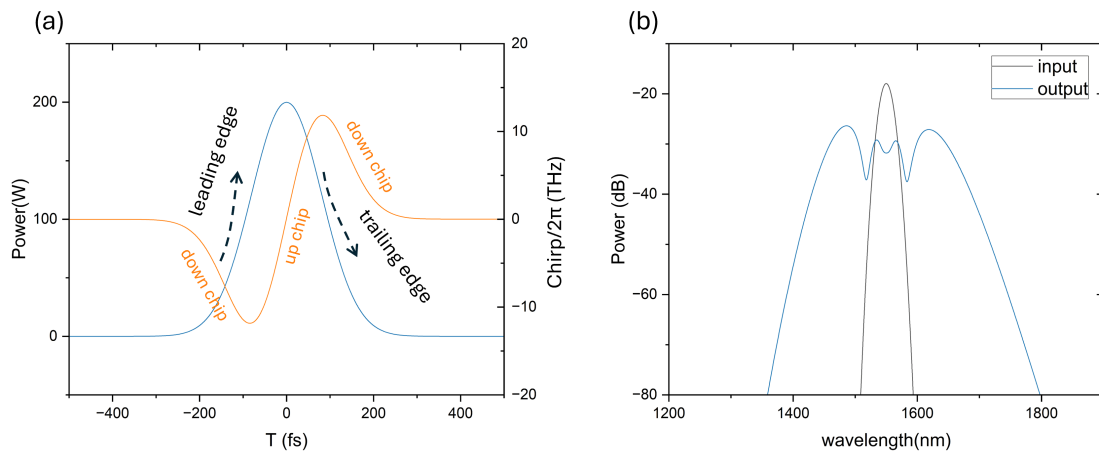 (a)
20
10
0
−10
−20
Chirp/2π (THz)
200
100
0
Power(W)
leading edge
trailing edge
down chip
up chip
down chip
−400
−200
0
200
400
T (fs)
(b)
input
output
−20
−40
−60
−80
Power (dB)
1200
1400
1600
1800
wavelength(nm)